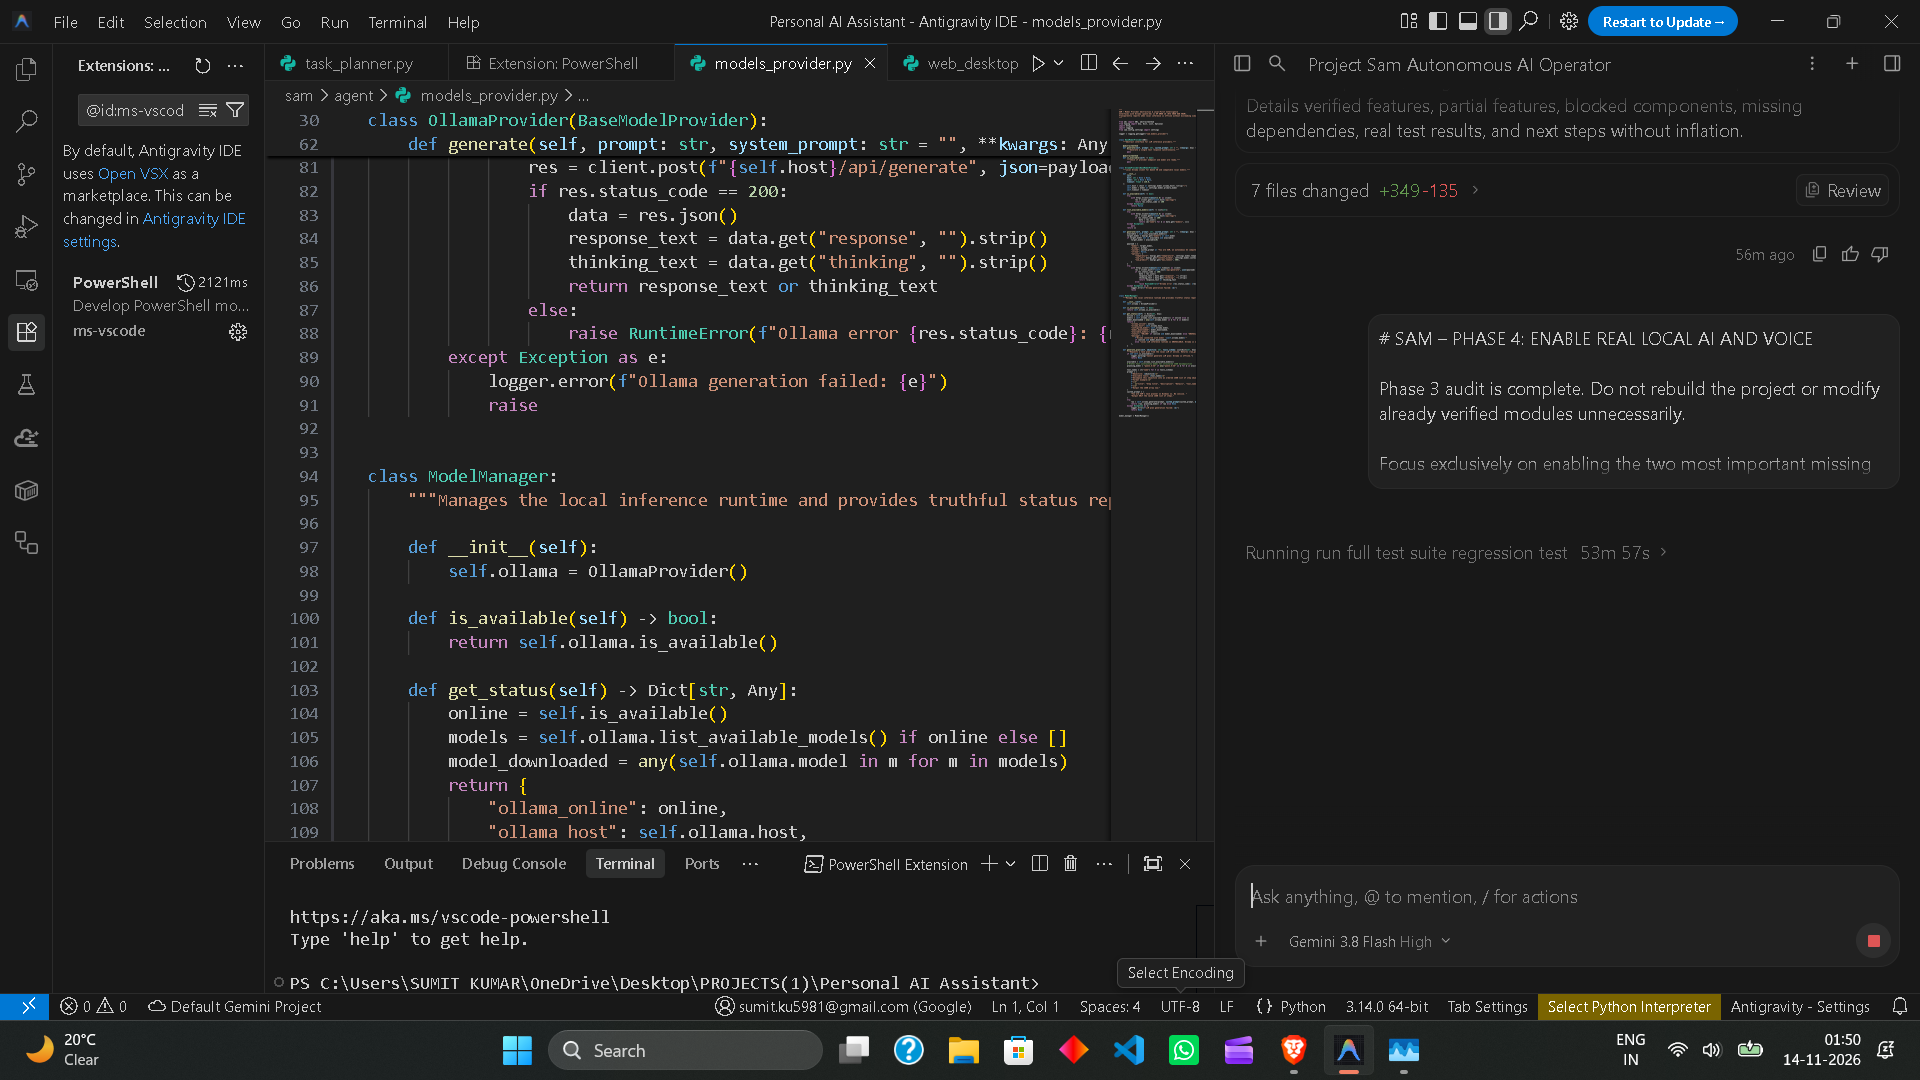 File Edit Selection View Go Run Terminal Help
Personal AI Assistant - Antigravity IDE - models_provider.py
Restart to Update→
Extensions: ...
@id:ms-vscod
By default, Antigravity IDE
uses Open VSX as a
marketplace. This can be
changed in Antigravity IDE
settings.
PowerShell 2121ms
Develop PowerShell mo...
ms-vscode
task_planner.py
Extension: PowerShell
models_provider.py
web_desktop
sam > agent > models_provider.py > ...
30 class OllamaProvider(BaseModelProvider):
62 def generate(self, prompt: str, system_prompt: str = "", **kwargs: Any
81 res = client.post(f"{self.host}/api/generate", json=payloa
82 if res.status_code == 200:
83 data = res.json()
84 response_text = data.get("response", "").strip()
85 thinking_text = data.get("thinking", "").strip()
86 return response_text or thinking_text
87 else:
88 raise RuntimeError(f"Ollama error {res.status_code}: {
89 except Exception as e:
90 logger.error(f"Ollama generation failed: {e}")
91 raise
92
93
94 class ModelManager:
95 """Manages the local inference runtime and provides truthful status rep
96
97 def __init__(self):
98 self.ollama = OllamaProvider()
99
100 def is_available(self) -> bool:
101 return self.ollama.is_available()
102
103 def get_status(self) -> Dict[str, Any]:
104 online = self.is_available()
105 models = self.ollama.list_available_models() if online else []
106 model_downloaded = any(self.ollama.model in m for m in models)
107 return {
108 "ollama_online": online,
109 "ollama_host": self.ollama.host,
Problems Output Debug Console Terminal Ports ...
PowerShell Extension
https://aka.ms/vscode-powershell
Type 'help' to get help.
PS C:\Users\SUMIT KUMAR\OneDrive\Desktop\PROJECTS(1)\Personal AI Assistant>
Project Sam Autonomous AI Operator
Details verified features, partial features, blocked components, missing
dependencies, real test results, and next steps without inflation.
7 files changed +349-135 >
Review
56m ago
# SAM – PHASE 4: ENABLE REAL LOCAL AI AND VOICE
Phase 3 audit is complete. Do not rebuild the project or modify
already verified modules unnecessarily.
Focus exclusively on enabling the two most important missing
Running run full test suite regression test 53m 57s >
Ask anything, @ to mention, / for actions
Gemini 3.8 Flash High
Select Encoding
0 0 Default Gemini Project
sumit.ku5981@gmail.com (Google) Ln 1, Col 1 Spaces: 4 UTF-8 LF {} Python 3.14.0 64-bit Tab Settings Select Python Interpreter Antigravity - Settings
20°C
Clear
Search
ENG
IN
01:50
14-11-2026